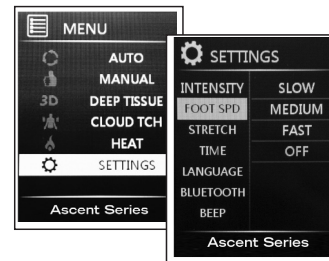 MENU
AUTO
MANUAL
3D DEEP TISSUE
CLOUD TCH
HEAT
SETTINGS
Ascent Series
SETTINGS
INTENSITY SLOW
FOOT SPD MEDIUM
STRETCH FAST
TIME OFF
LANGUAGE
BLUETOOTH
BEEP
Ascent Series